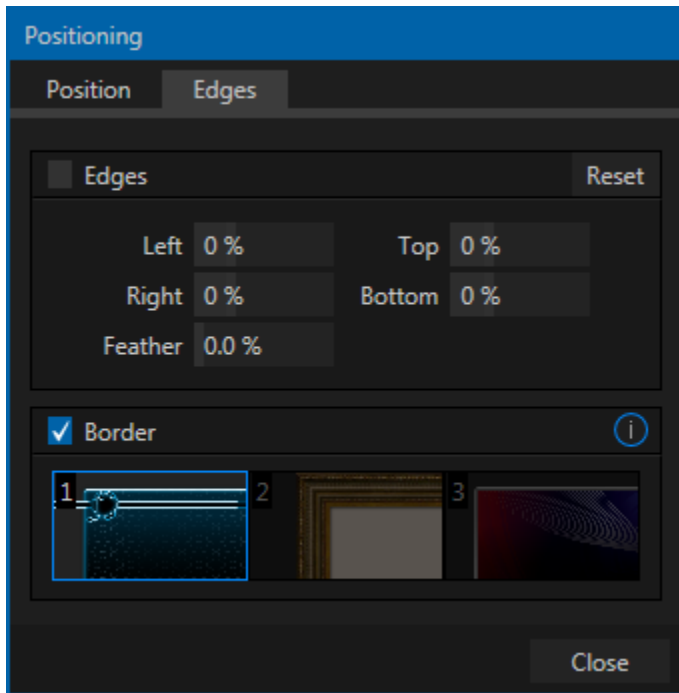 Positioning
Position Edges
Edges Reset
Left 0 % Top 0 %
Right 0 % Bottom 0 %
Feather 0.0 %
Border i
1 2 3
Close